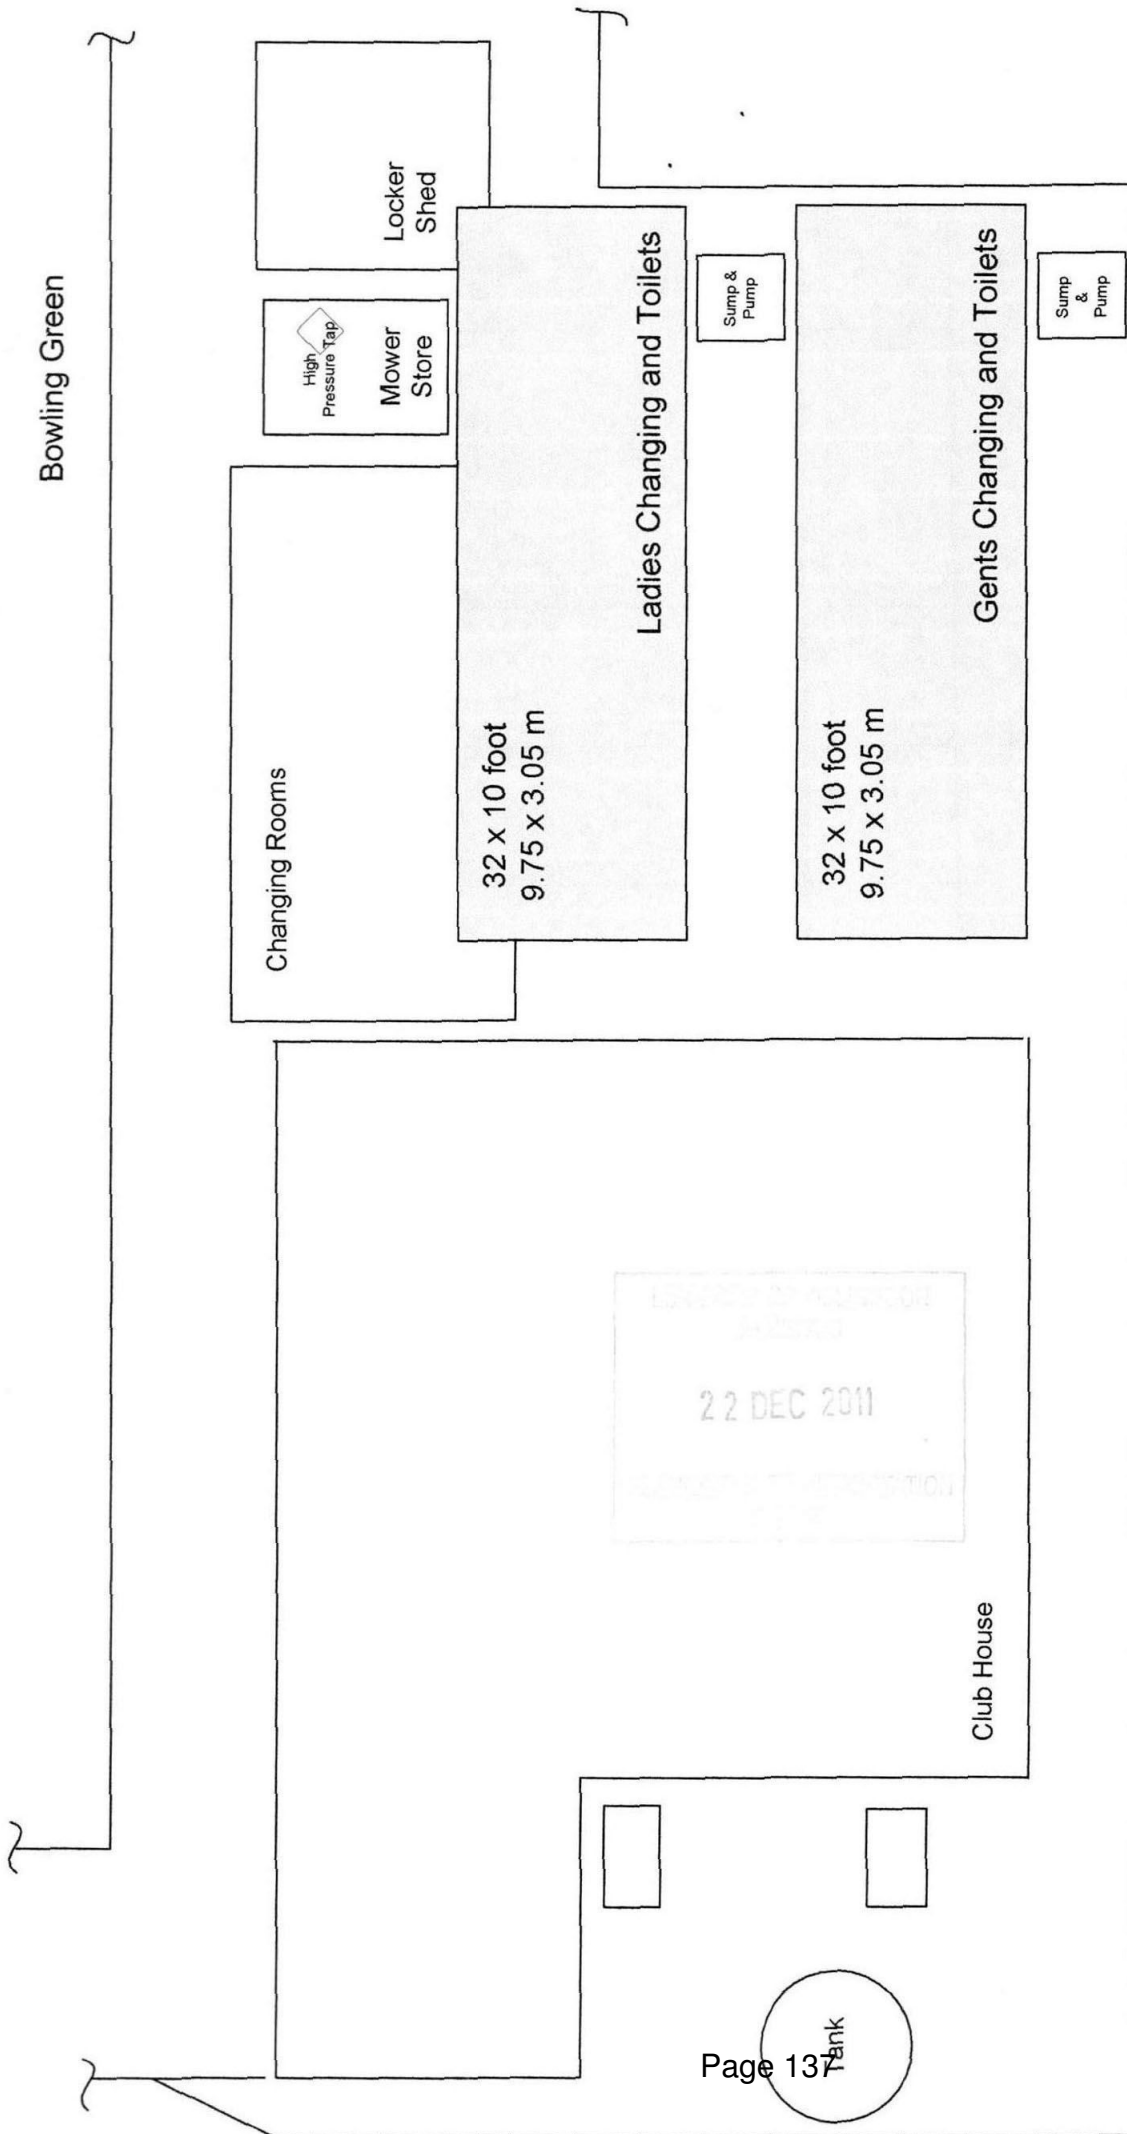 Bowling Green
Locker
Shed
High
Pressure Tap
Mower
Store
Changing Rooms
32 x 10 foot
9.75 x 3.05 m
Ladies Changing and Toilets
Sump &
Pump
32 x 10 foot
9.75 x 3.05 m
Gents Changing and Toilets
Sump
&
Pump
22 DEC 2011
Club House
Tank
Page 137